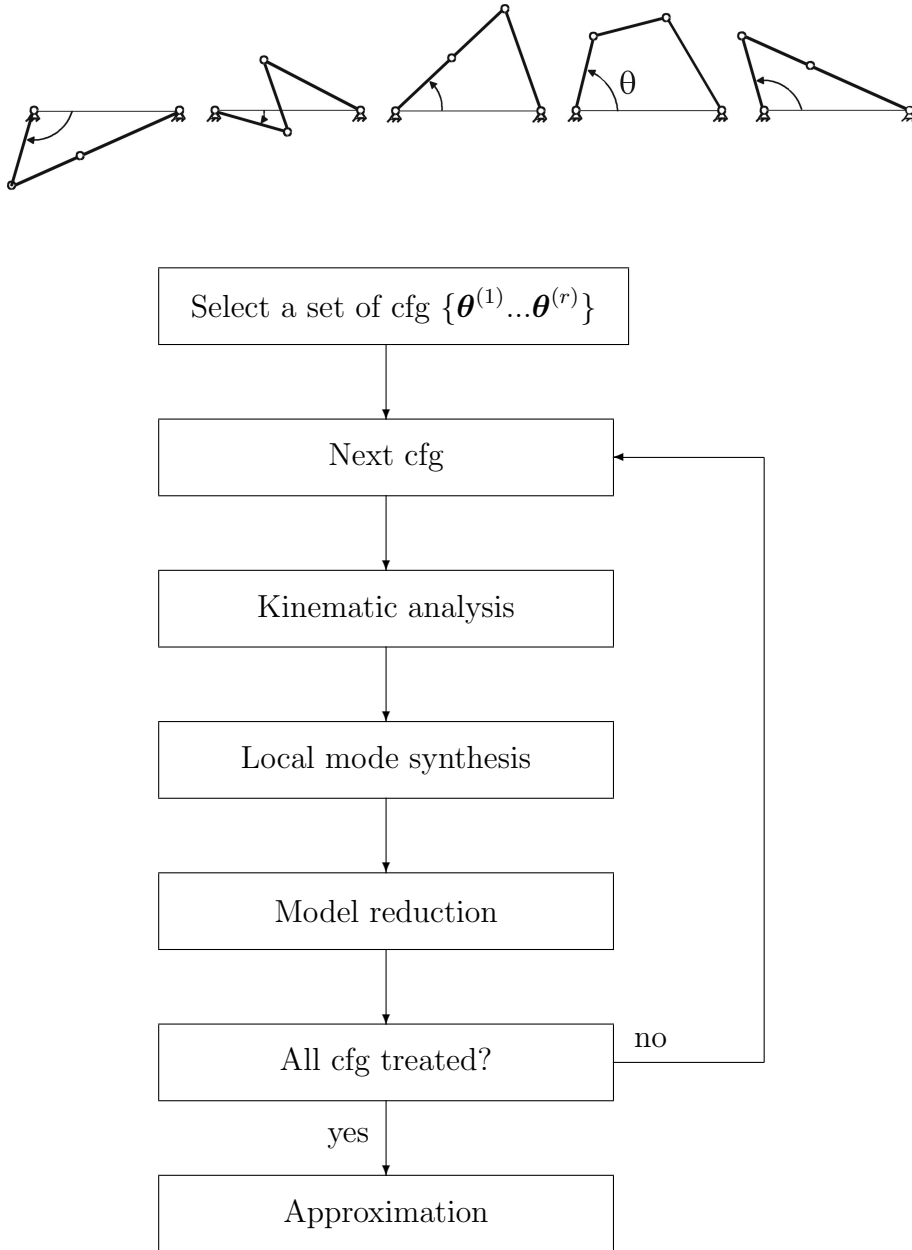 θ
Select a set of cfg {θ⁽¹⁾...θ⁽ʳ⁾}
Next cfg
Kinematic analysis
Local mode synthesis
Model reduction
All cfg treated?
no
yes
Approximation